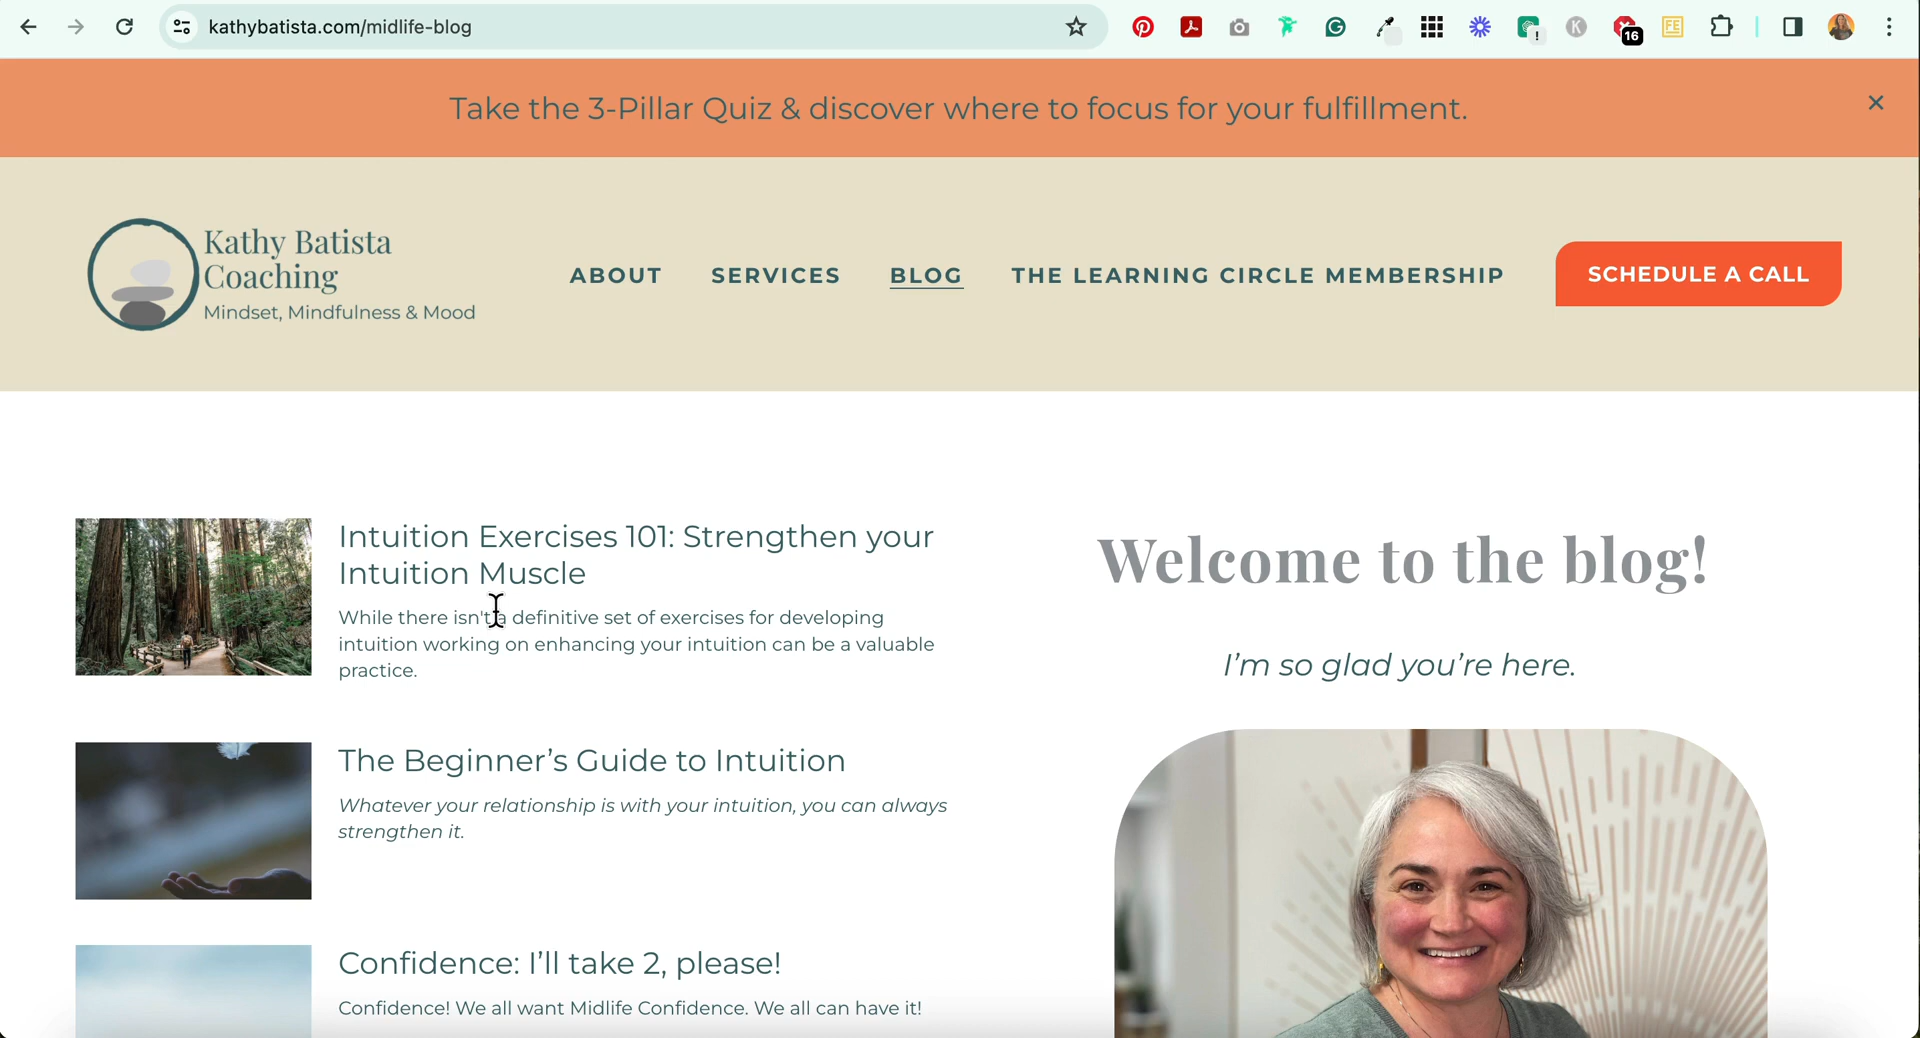 kathybatista.com/midlife-blog
16
FE
K
!
Take the 3-Pillar Quiz & discover where to focus for your fulfillment.
Kathy Batista
Coaching
Mindset, Mindfulness & Mood
ABOUT
SERVICES
BLOG
THE LEARNING CIRCLE MEMBERSHIP
SCHEDULE A CALL
Intuition Exercises 101: Strengthen your
Intuition Muscle
While there isn't a definitive set of exercises for developing
intuition working on enhancing your intuition can be a valuable
practice.
The Beginner’s Guide to Intuition
Whatever your relationship is with your intuition, you can always
strengthen it.
Confidence: I’ll take 2, please!
Confidence! We all want Midlife Confidence. We all can have it!
Welcome to the blog!
I’m so glad you’re here.